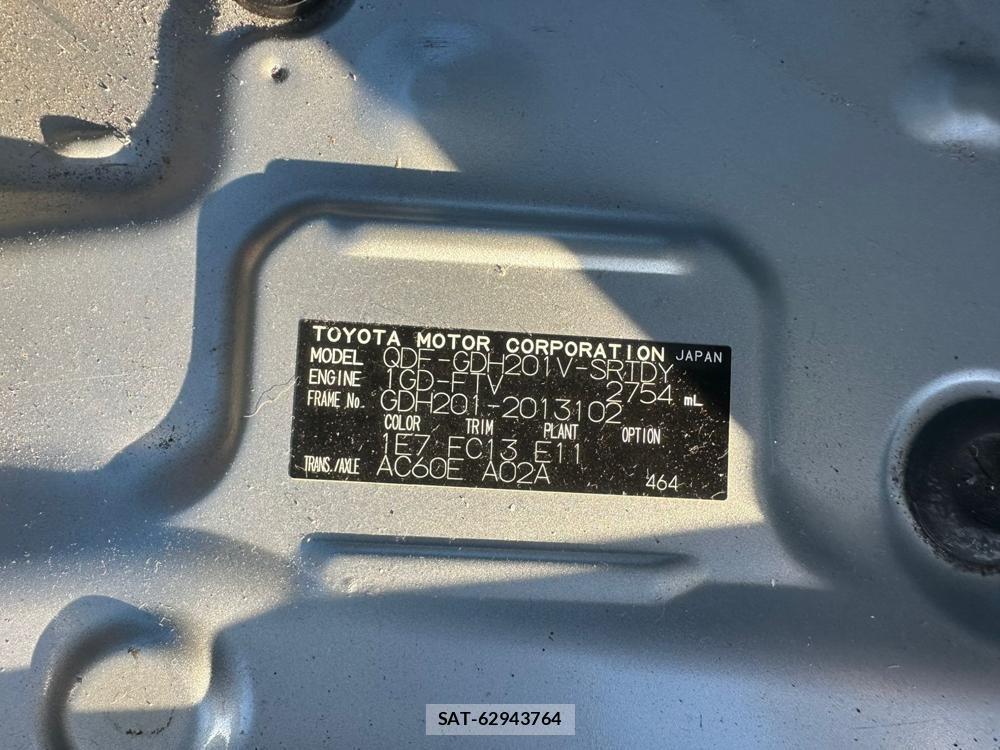 TOYOTA MOTOR CORPORATION JAPAN
MODEL QDF-GDH201V-SRTDY
ENGINE 1GD-FTV 2754 mL
FRAME No. GDH201-2013102
COLOR TRIM PLANT OPTION
1E7 FC13 E11
TRANS./AXLE AC60E A02A 464
SAT-62943764